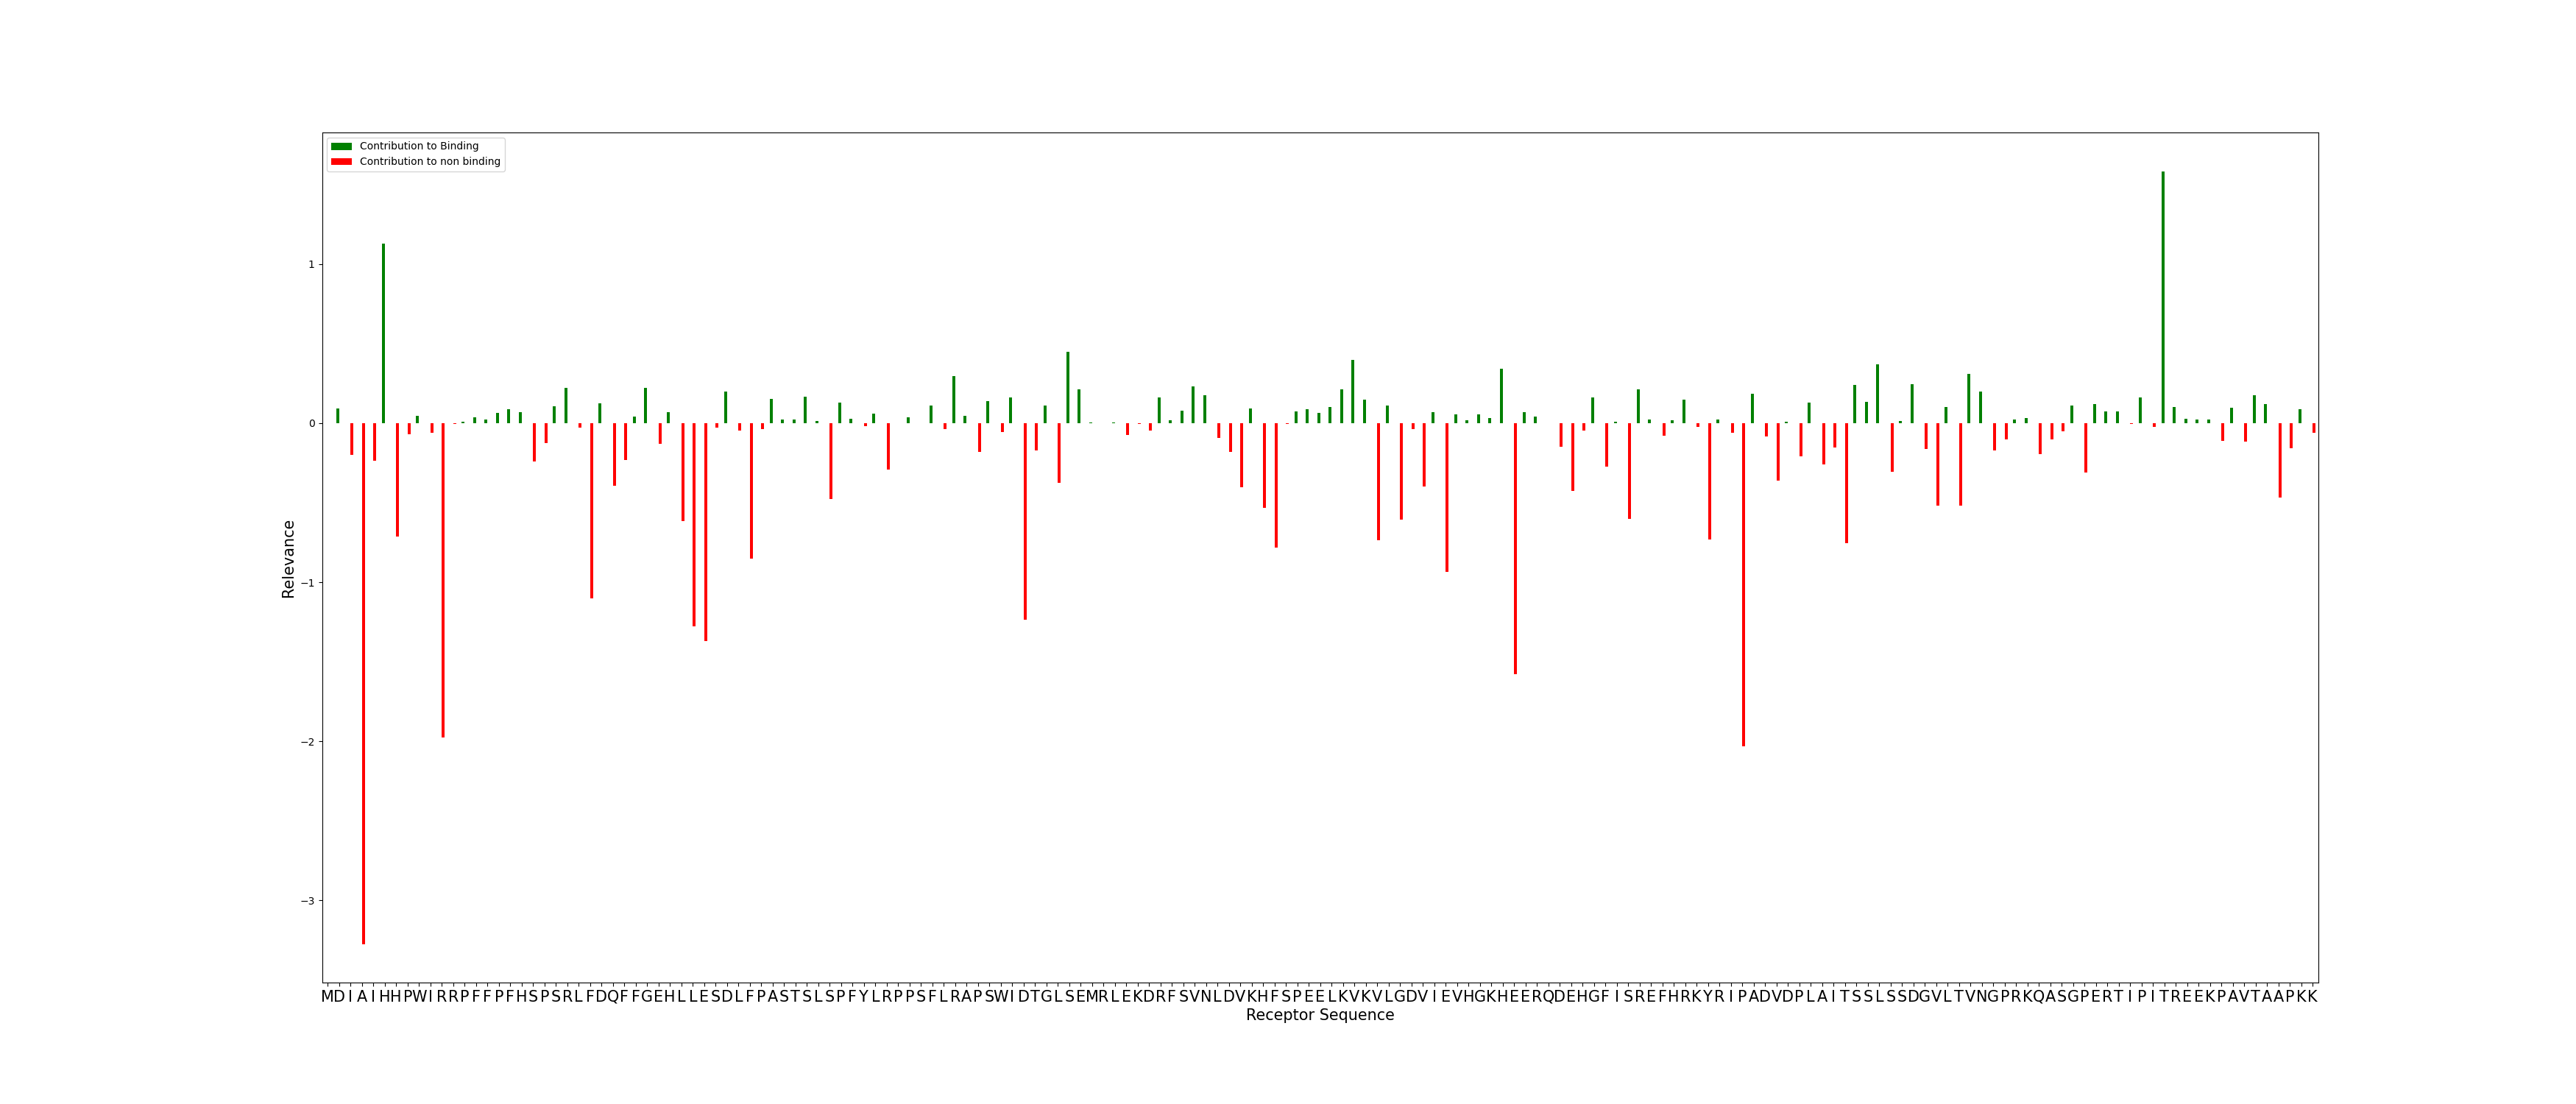 Contribution to Binding
Contribution to non binding
1
0
−1
−2
−3
Relevance
MDIAIHHPWIRRPFFPFHSPSRLFDQFFGEHLLESDLFPASTSLSPFYLRPPSFLRAPSWIDTGLSEMRLEKDRFSVNLDVKHFSPEELKVKVLGDVIEVHGKHEERQDEHGFISREFHRKYRIPADVDPLAITSSLSSDGVLTVNGPRKQASGPERTIPITREEKPAVTAAPKK
Receptor Sequence